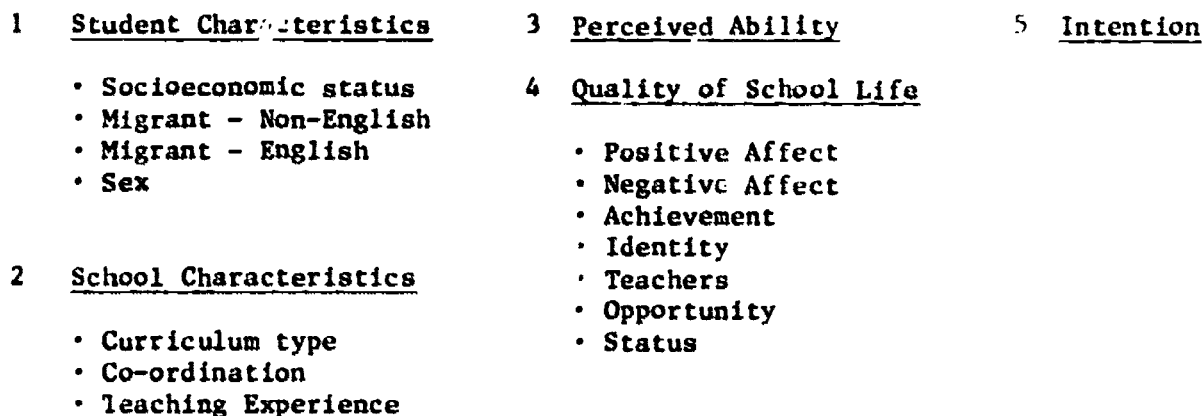 1 Student Characteristics
• Socioeconomic status
• Migrant - Non-English
• Migrant - English
• Sex
2 School Characteristics
• Curriculum type
• Co-ordination
• Teaching Experience
3 Perceived Ability
4 Quality of School Life
• Positive Affect
• Negative Affect
• Achievement
• Identity
• Teachers
• Opportunity
• Status
5 Intention